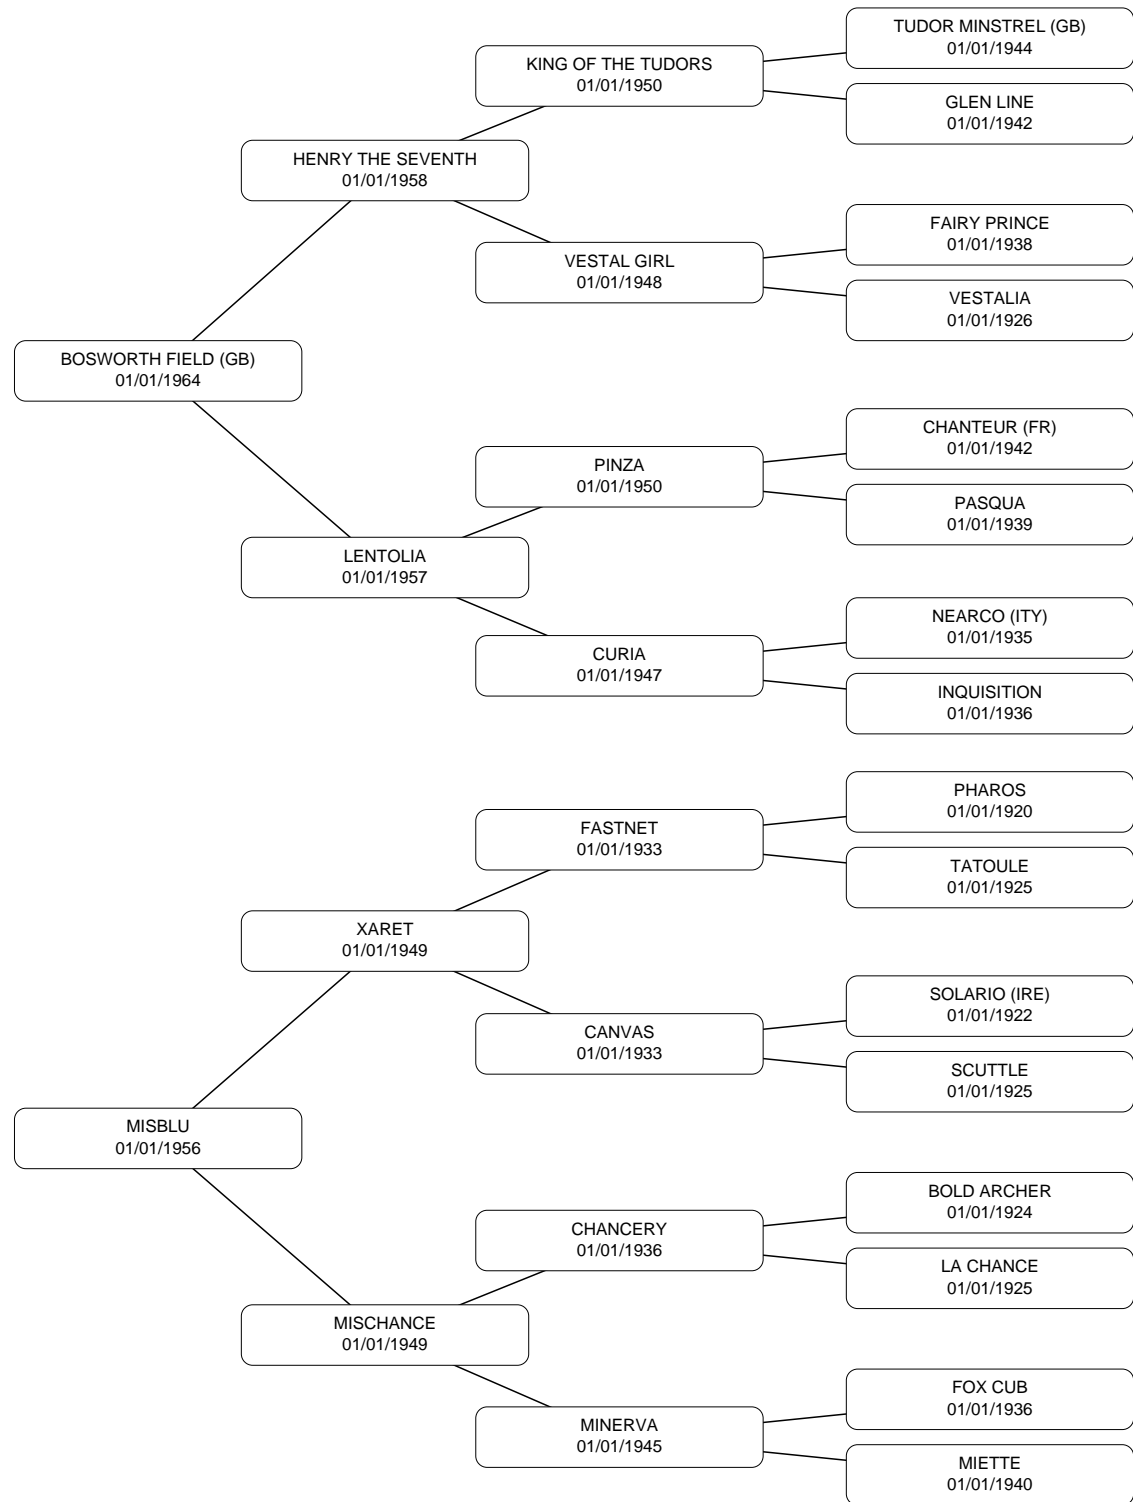 TUDOR MINSTREL (GB)
01/01/1944
KING OF THE TUDORS
01/01/1950
GLEN LINE
01/01/1942
HENRY THE SEVENTH
01/01/1958
FAIRY PRINCE
01/01/1938
VESTAL GIRL
01/01/1948
VESTALIA
01/01/1926
BOSWORTH FIELD (GB)
01/01/1964
CHANTEUR (FR)
01/01/1942
PINZA
01/01/1950
PASQUA
01/01/1939
LENTOLIA
01/01/1957
NEARCO (ITY)
01/01/1935
CURIA
01/01/1947
INQUISITION
01/01/1936
PHAROS
01/01/1920
FASTNET
01/01/1933
TATOULE
01/01/1925
XARET
01/01/1949
SOLARIO (IRE)
01/01/1922
CANVAS
01/01/1933
SCUTTLE
01/01/1925
MISBLU
01/01/1956
BOLD ARCHER
01/01/1924
CHANCERY
01/01/1936
LA CHANCE
01/01/1925
MISCHANCE
01/01/1949
FOX CUB
01/01/1936
MINERVA
01/01/1945
MIETTE
01/01/1940